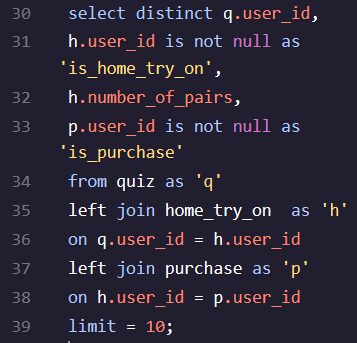 30 select distinct q.user_id,
31 h.user_id is not null as
'is_home_try_on',
32 h.number_of_pairs,
33 p.user_id is not null as
'is_purchase'
34 from quiz as 'q'
35 left join home_try_on  as 'h'
36 on q.user_id = h.user_id
37 left join purchase as 'p'
38 on h.user_id = p.user_id
39 limit = 10;